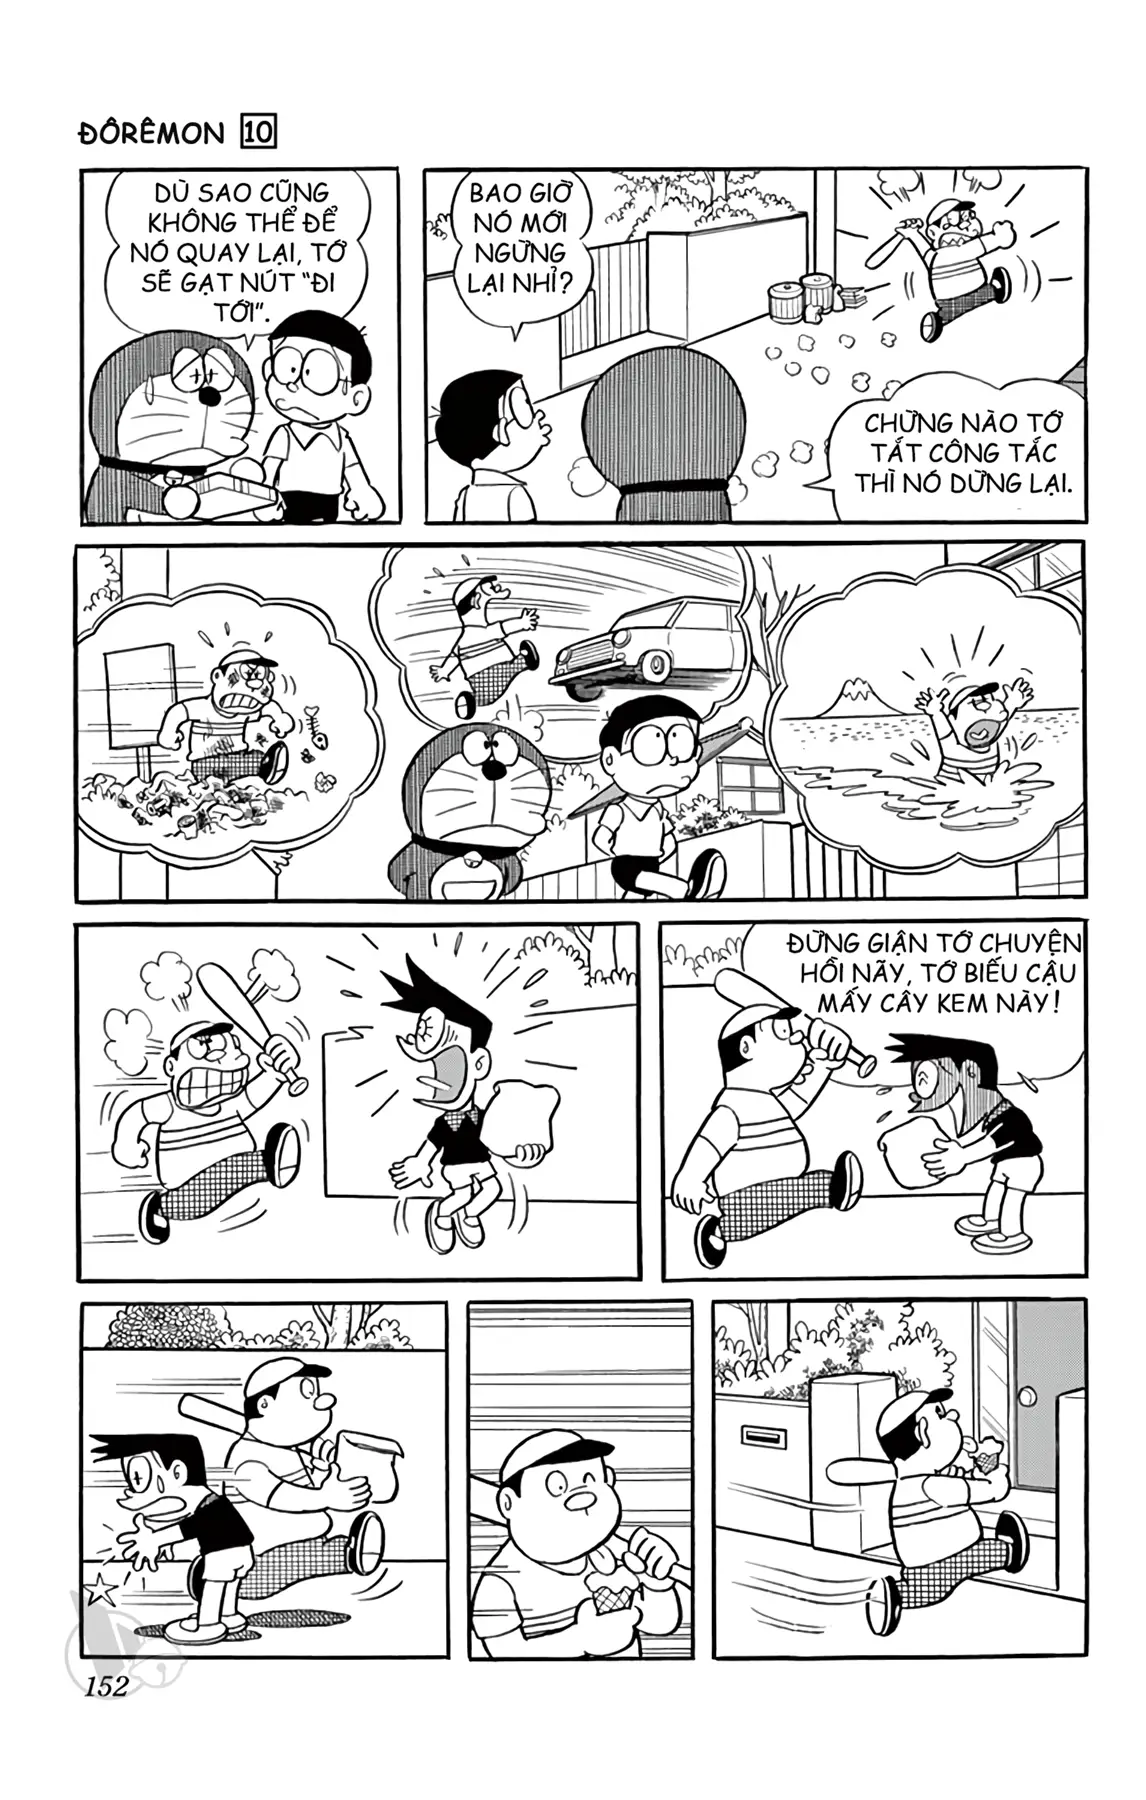 ĐÔRÊMON 10
DÙ SAO CŨNG
KHÔNG THỂ ĐỂ
NÓ QUAY LẠI, TỚ
SẼ GẠT NÚT "ĐI
TỚI".
BAO GIỜ
NÓ MỚI
NGỪNG
LẠI NHỈ?
CHỪNG NÀO TỚ
TẮT CÔNG TẮC
THÌ NÓ DỪNG LẠI.
ĐỪNG GIẬN TỚ CHUYỆN
HỒI NÃY, TỚ BIẾU CẬU
MẤY CÂY KEM NÀY!
152